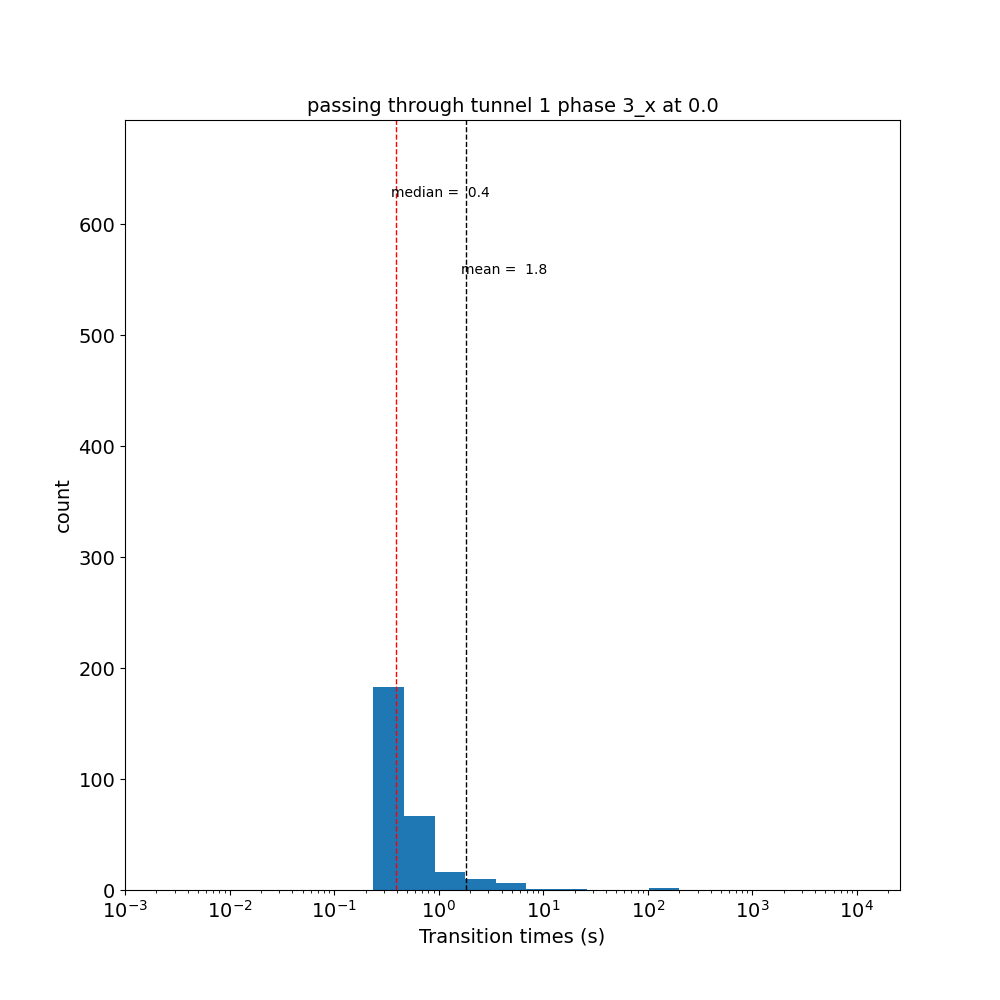 passing through tunnel 1 phase 3_x at 0.0
median =  0.4
mean =  1.8
600
500
400
300
200
100
0
count
10⁻³ 10⁻² 10⁻¹ 10⁰ 10¹ 10² 10³ 10⁴
Transition times (s)